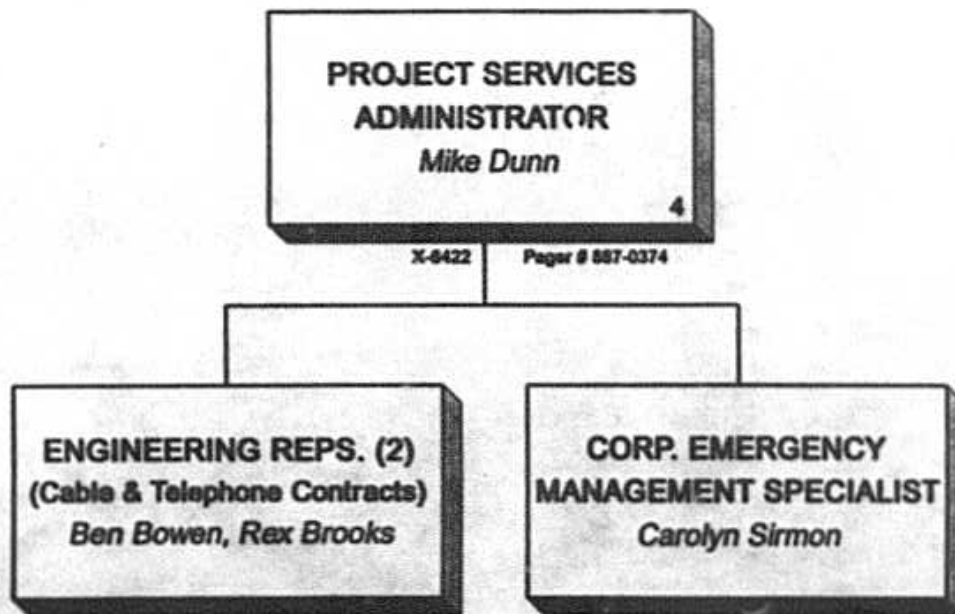 PROJECT SERVICES
ADMINISTRATOR
Mike Dunn
4
X-6422 Pager # 887-0374
ENGINEERING REPS. (2)
(Cable & Telephone Contracts)
Ben Bowen, Rex Brooks
CORP. EMERGENCY
MANAGEMENT SPECIALIST
Carolyn Sirmon